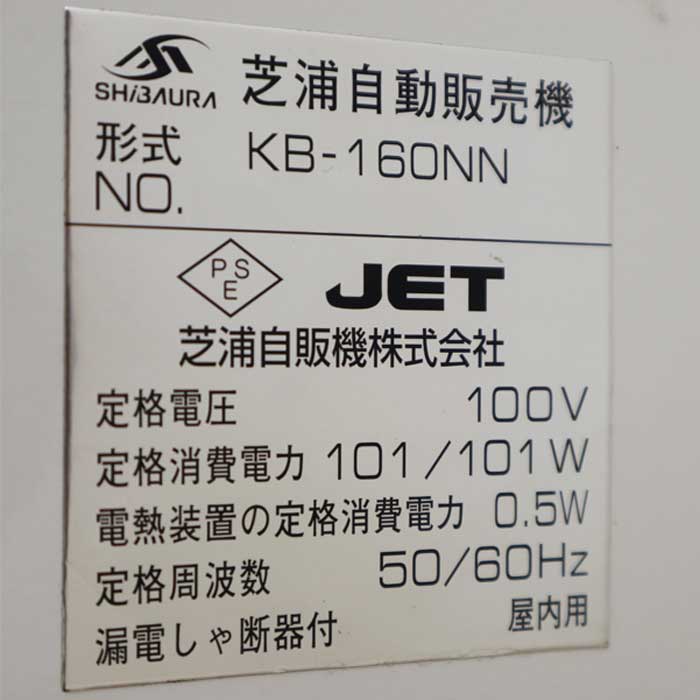 SHiBAURA 芝浦自動販売機
形式 KB-160NN
NO.
PSE JET
芝浦自販機株式会社
定格電圧 100V
定格消費電力 101/101W
電熱装置の定格消費電力 0.5W
定格周波数 50/60Hz
漏電しゃ断器付 屋内用